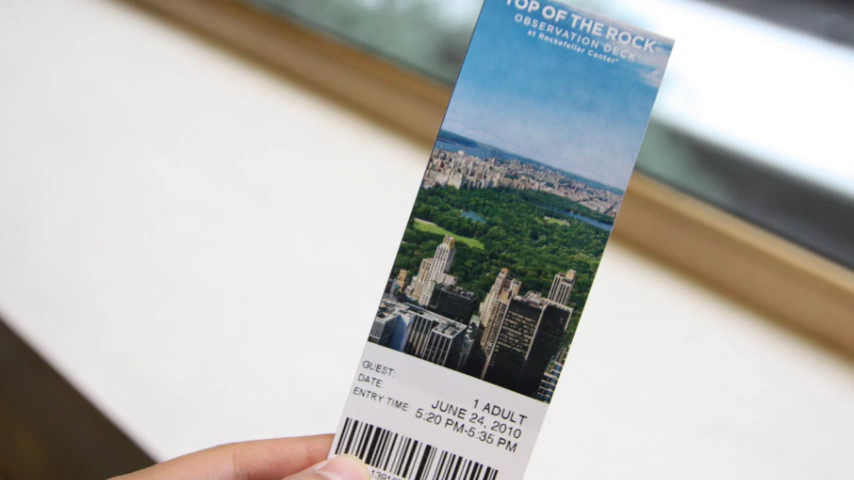 TOP OF THE ROCK
OBSERVATION DECK
at Rockefeller Center®
GUEST: 1 ADULT
DATE: JUNE 24, 2010
ENTRY TIME: 5:20 PM-5:35 PM